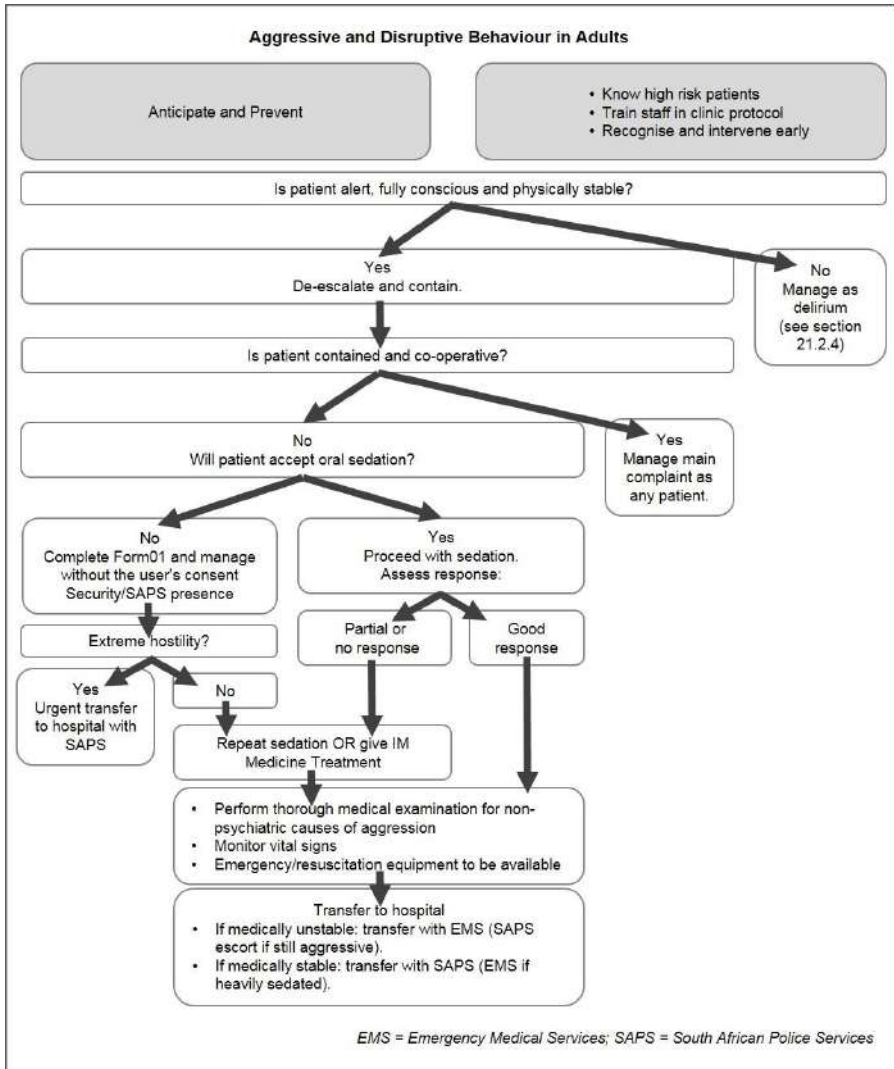 Aggressive and Disruptive Behaviour in Adults
Anticipate and Prevent
• Know high risk patients
• Train staff in clinic protocol
• Recognise and intervene early
Is patient alert, fully conscious and physically stable?
Yes
De-escalate and contain.
No
Manage as
delirium
(see section
21.2.4)
Is patient contained and co-operative?
No
Will patient accept oral sedation?
Yes
Manage main
complaint as
any patient.
No
Complete Form01 and manage
without the user's consent
Security/SAPS presence
Yes
Proceed with sedation.
Assess response:
Extreme hostility?
Partial or
no response
Good
response
Yes
Urgent transfer
to hospital with
SAPS
No
Repeat sedation OR give IM
Medicine Treatment
• Perform thorough medical examination for non-
psychiatric causes of aggression
• Monitor vital signs
• Emergency/resuscitation equipment to be available
Transfer to hospital
• If medically unstable: transfer with EMS (SAPS
escort if still aggressive).
• If medically stable: transfer with SAPS (EMS if
heavily sedated).
EMS = Emergency Medical Services; SAPS = South African Police Services